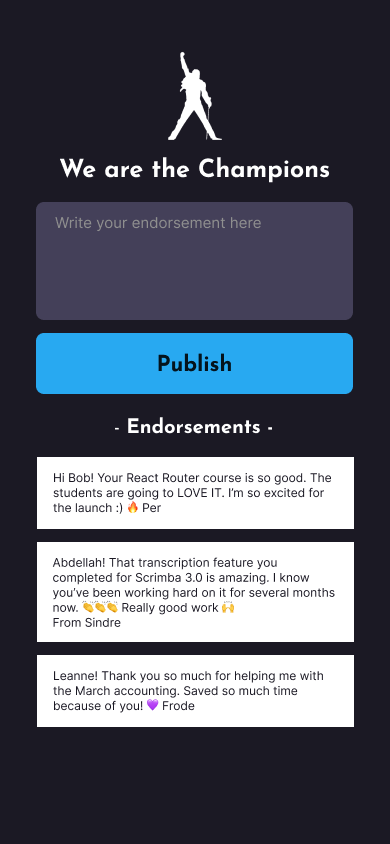 We are the Champions
Write your endorsement here
Publish
- Endorsements -
Hi Bob! Your React Router course is so good. The
students are going to LOVE IT. I’m so excited for
the launch :) 🔥 Per
Abdellah! That transcription feature you
completed for Scrimba 3.0 is amazing. I know
you’ve been working hard on it for several months
now. 👏👏👏 Really good work 🙌
From Sindre
Leanne! Thank you so much for helping me with
the March accounting. Saved so much time
because of you! 💜 Frode